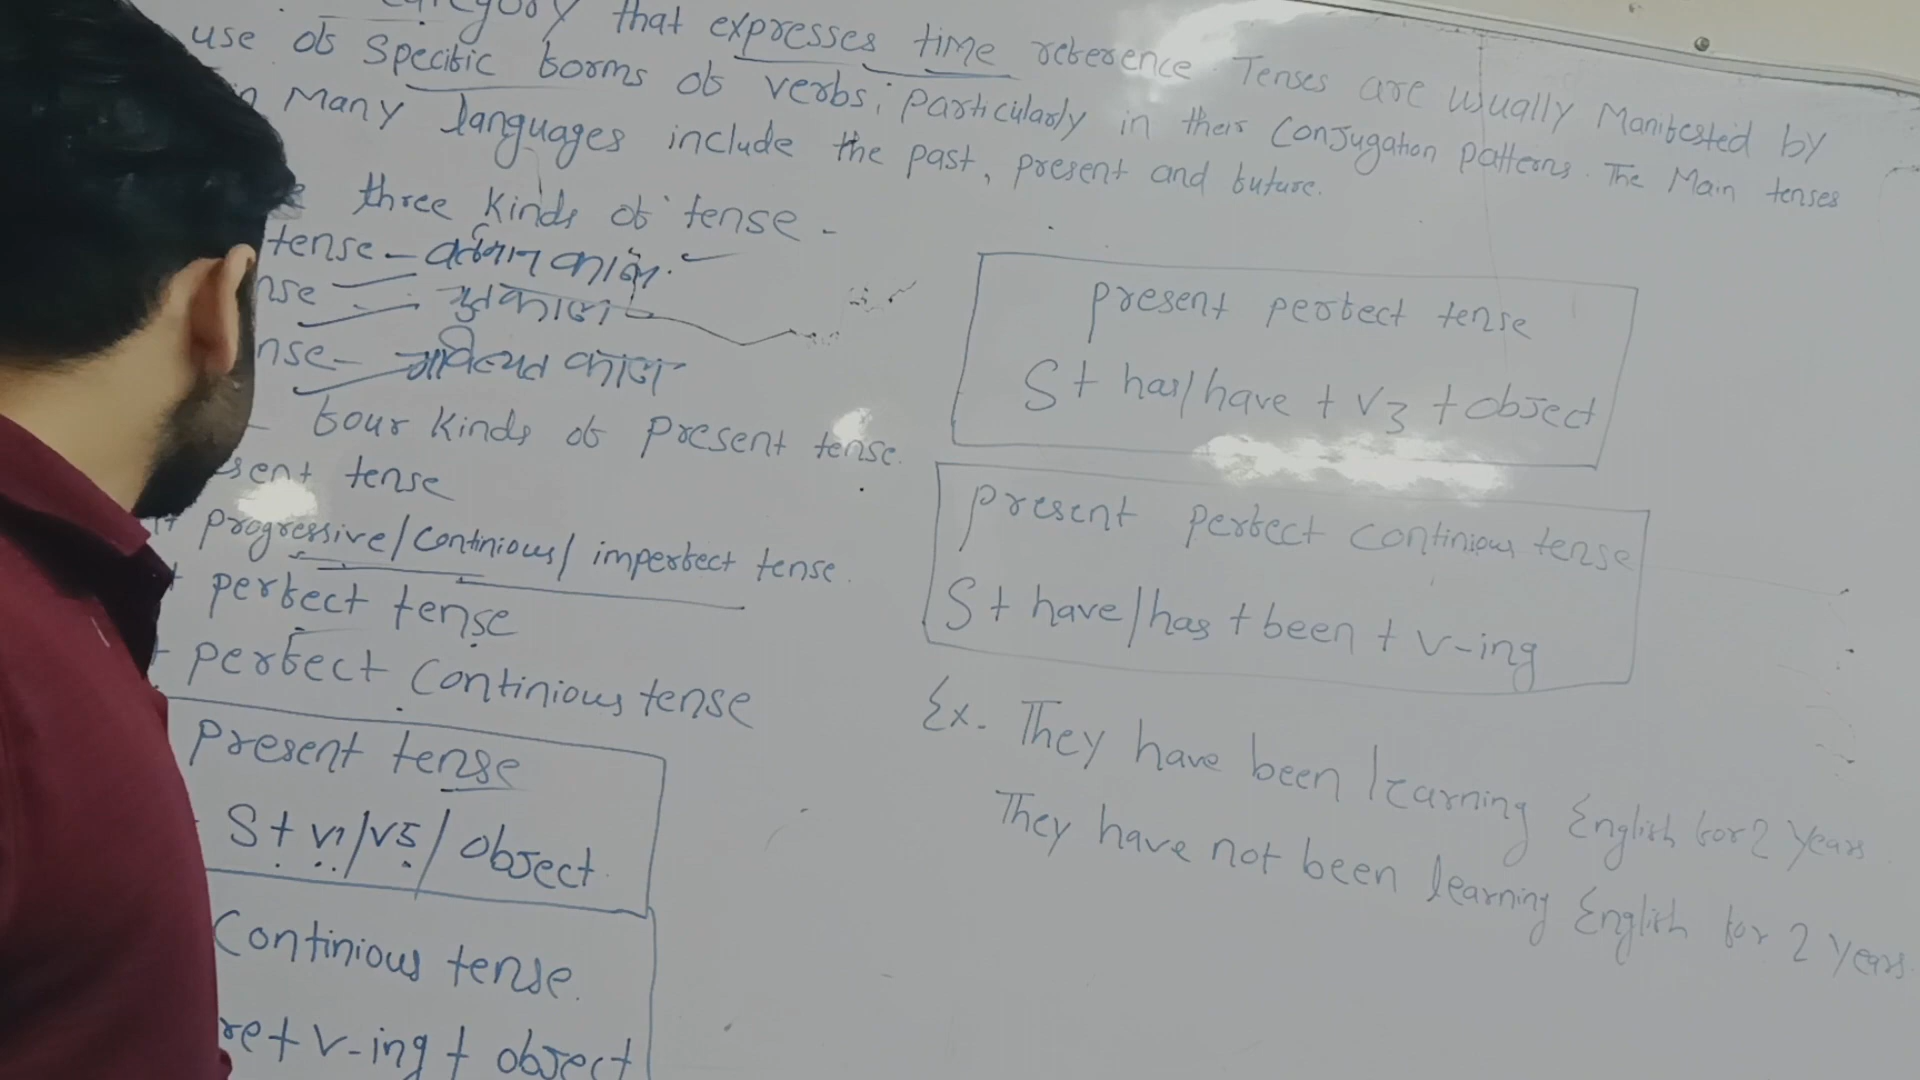 category that expresses time reference. Tenses are usually Manifested by
use of specific forms of verbs, particularly in their conjugation patterns. The Main tenses
in Many languages include the past, present and future.
three kinds of tense -
tense - वर्तमान काल
nse - भूतकाल
nse - भविष्यत काल
four kinds of present tense.
sent tense
progressive/continious/ imperfect tense.
perfect tense
perfect continious tense
present tense
S + v1/v5/ object
continious tense.
re + v-ing + object
present perfect tense
S + has/have + v3 + object
present perfect continious tense
S + have/has + been + v-ing
Ex. They have been learning English for 2 years
They have not been learning English for 2 years.